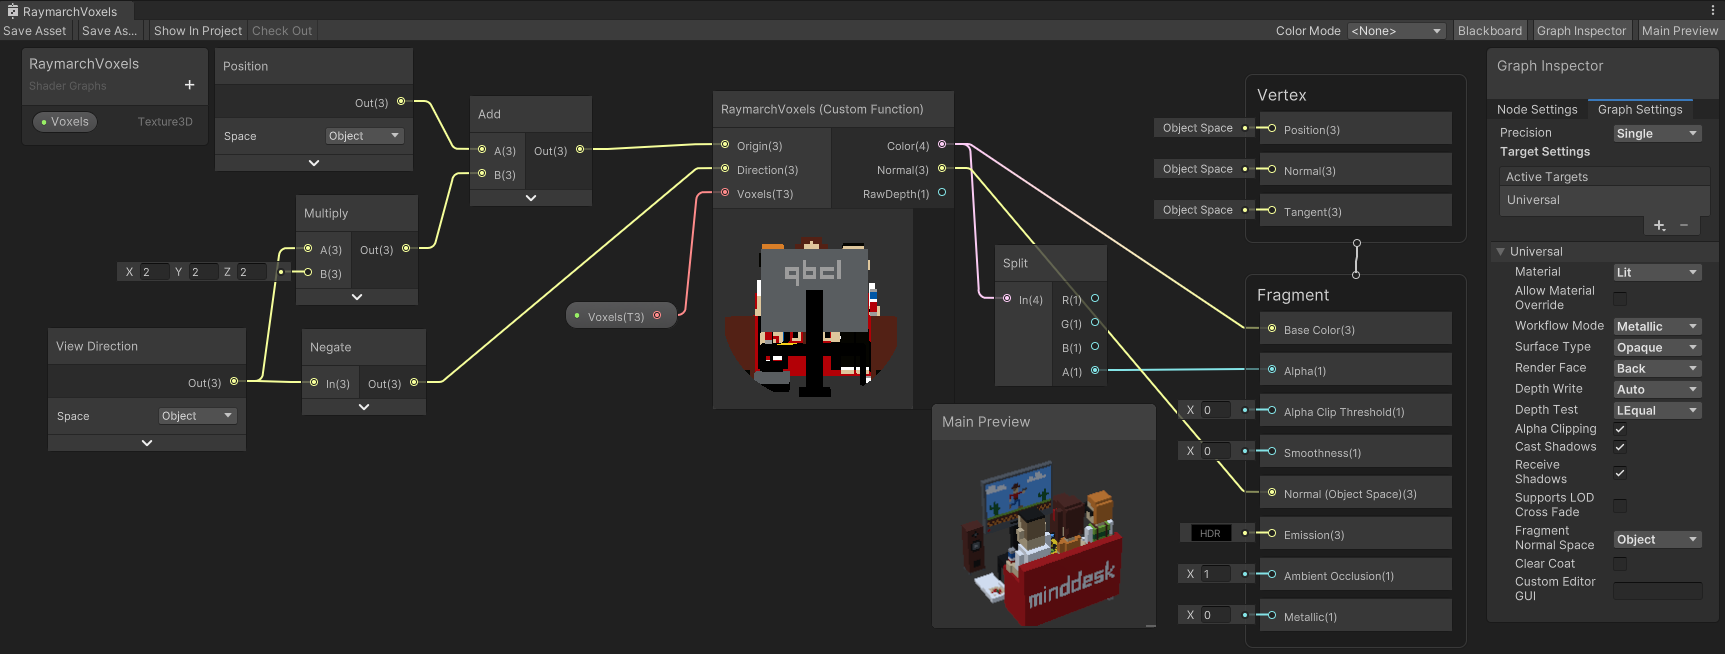 RaymarchVoxels
Save Asset Save As... Show In Project Check Out Color Mode <None> Blackboard Graph Inspector Main Preview
RaymarchVoxels
Shader Graphs
+
Voxels Texture3D
Position
Out(3)
Space Object
Add
A(3) Out(3)
B(3)
Multiply
A(3) Out(3)
X 2 Y 2 Z 2 B(3)
View Direction
Out(3)
Space Object
Negate
In(3) Out(3)
Voxels(T3)
RaymarchVoxels (Custom Function)
Origin(3) Color(4)
Direction(3) Normal(3)
Voxels(T3) RawDepth(1)
qbcl
Split
In(4) R(1)
G(1)
B(1)
A(1)
Main Preview
minddesk
Vertex
Object Space Position(3)
Object Space Normal(3)
Object Space Tangent(3)
Fragment
Base Color(3)
Alpha(1)
X 0 Alpha Clip Threshold(1)
X 0 Smoothness(1)
Normal (Object Space)(3)
HDR Emission(3)
X 1 Ambient Occlusion(1)
X 0 Metallic(1)
Graph Inspector
Node Settings Graph Settings
Precision Single
Target Settings
Active Targets
Universal
+ −
Universal
Material Lit
Allow Material
Override
Workflow Mode Metallic
Surface Type Opaque
Render Face Back
Depth Write Auto
Depth Test LEqual
Alpha Clipping
Cast Shadows
Receive
Shadows
Supports LOD
Cross Fade
Fragment
Normal Space Object
Clear Coat
Custom Editor
GUI